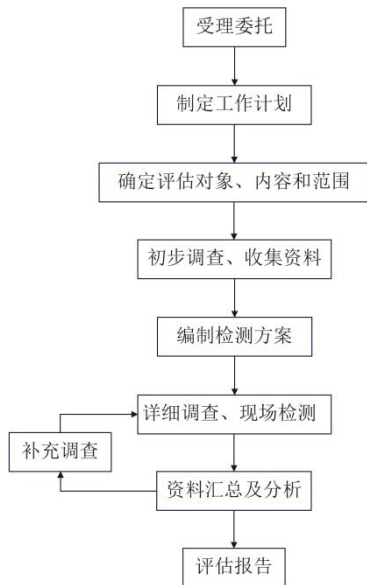 受理委托
制定工作计划
确定评估对象、内容和范围
初步调查、收集资料
编制检测方案
详细调查、现场检测
补充调查
资料汇总及分析
评估报告